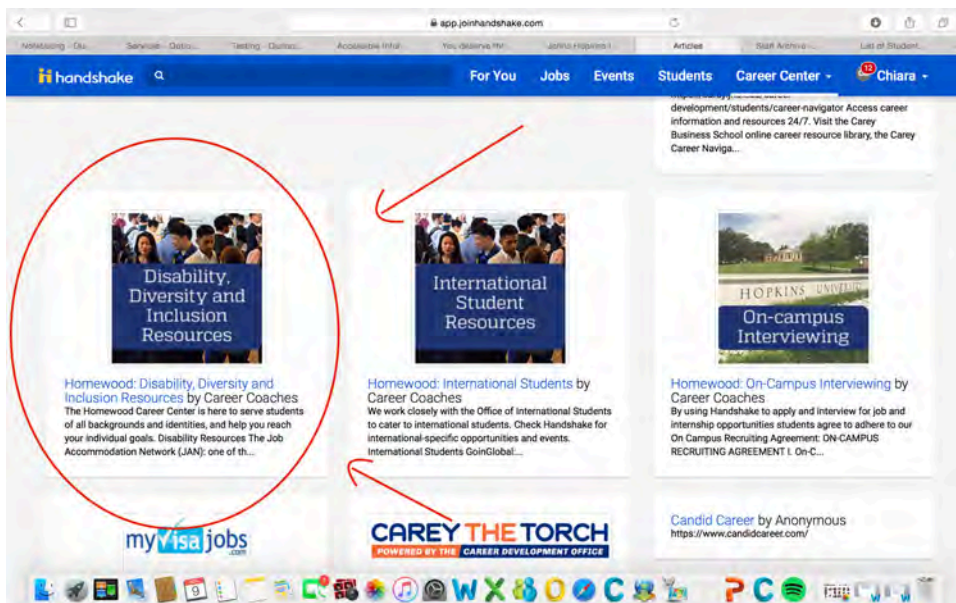 app.joinhandshake.com
Testing - Disabi...
Articles
Staff Archive -...
List of Student...
handshake
For You Jobs Events Students Career Center 12 Chiara
development/students/career-navigator Access career
information and resources 24/7. Visit the Carey
Business School online career resource library, the Carey
Career Naviga...
Disability,
Diversity and
Inclusion
Resources
Homewood: Disability, Diversity and
Inclusion Resources by Career Coaches
The Homewood Career Center is here to serve students
of all backgrounds and identities, and help you reach
your individual goals. Disability Resources The Job
Accommodation Network (JAN): one of th...
International
Student
Resources
Homewood: International Students by
Career Coaches
We work closely with the Office of International Students
to cater to international students. Check Handshake for
international-specific opportunities and events.
International Students GoinGlobal:...
HOPKINS UNIVERSITY
On-campus
Interviewing
Homewood: On-Campus Interviewing by
Career Coaches
By using Handshake to apply and interview for job and
internship opportunities students agree to adhere to our
On Campus Recruiting Agreement: ON-CAMPUS
RECRUITING AGREEMENT I. On-C...
myvisajobs
.com
CAREY THE TORCH
POWERED BY THE CAREER DEVELOPMENT OFFICE
Candid Career by Anonymous
https://www.candidcareer.com/
9